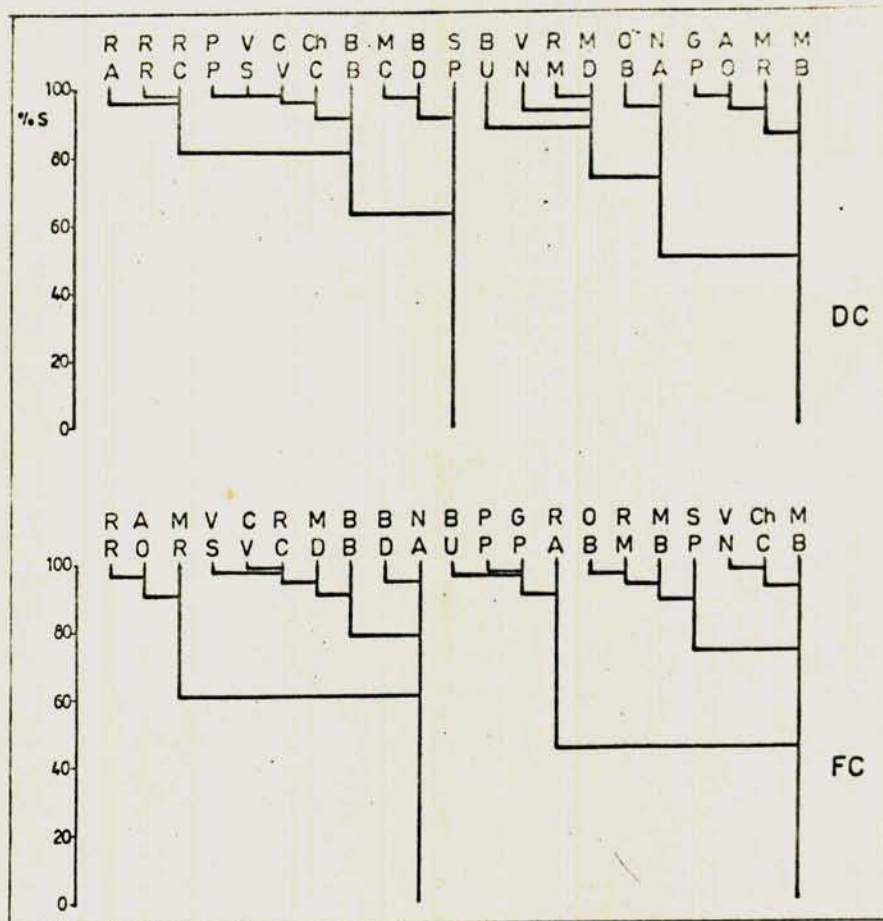 R R R P V C Ch B M B S B V R M O N G A M M
A R C P S V C B C D P U N M D B A P O R B
100
%S
80
60
40
20
0
DC
R A M V C R M B B N B P G R O R M S V Ch M
R O R S V C D B D A U P P A B M B P N C B
100
80
60
40
20
0
FC